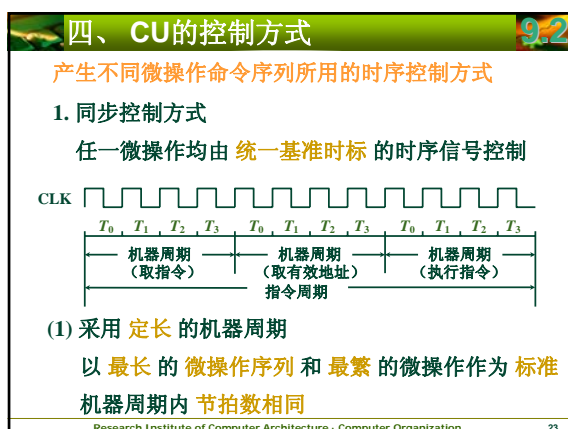 四、 CU的控制方式
9.2
产生不同微操作命令序列所用的时序控制方式
1. 同步控制方式
任一微操作均由 统一基准时标 的时序信号控制
CLK
T0 T1 T2 T3 T0 T1 T2 T3 T0 T1 T2 T3
机器周期 机器周期 机器周期
（取指令） （取有效地址） （执行指令）
指令周期
(1) 采用 定长 的机器周期
以 最长 的 微操作序列 和 最繁 的微操作作为 标准
机器周期内 节拍数相同
Research Institute of Computer Architecture - Computer Organization 23